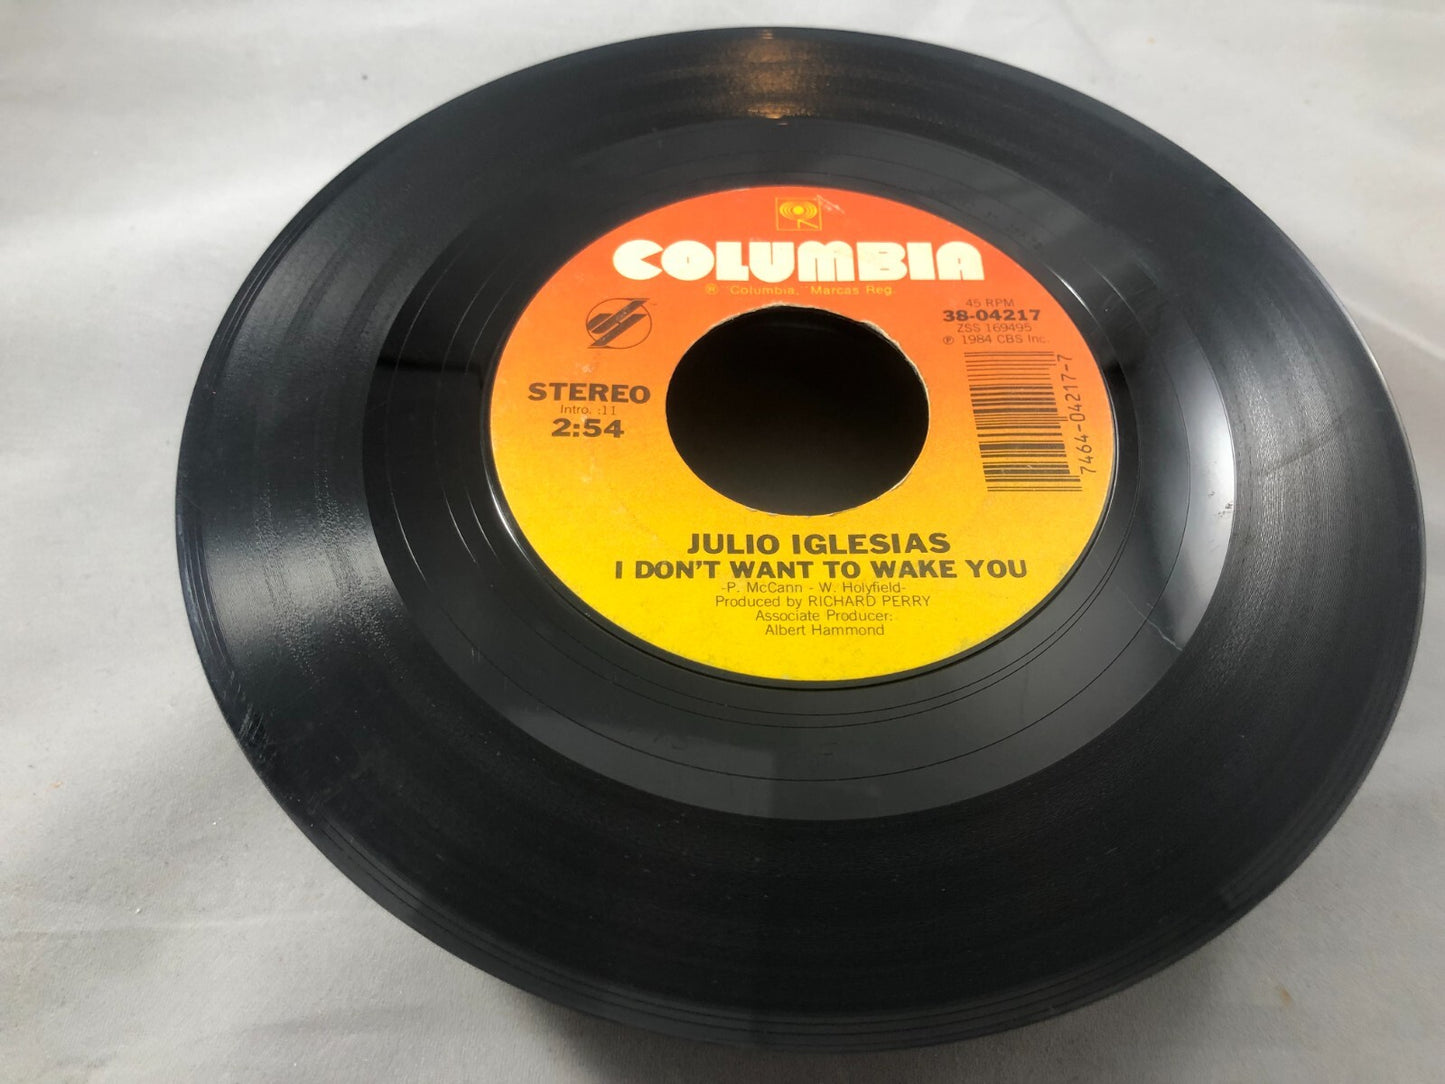 COLUMBIA
® "Columbia," Marcas Reg.
45 RPM
38-04217
ZSS 169495
℗ 1984 CBS Inc.
STEREO
Intro. :11
2:54
7464-04217-7
JULIO IGLESIAS
I DON'T WANT TO WAKE YOU
-P. McCann - W. Holyfield-
Produced by RICHARD PERRY
Associate Producer:
Albert Hammond